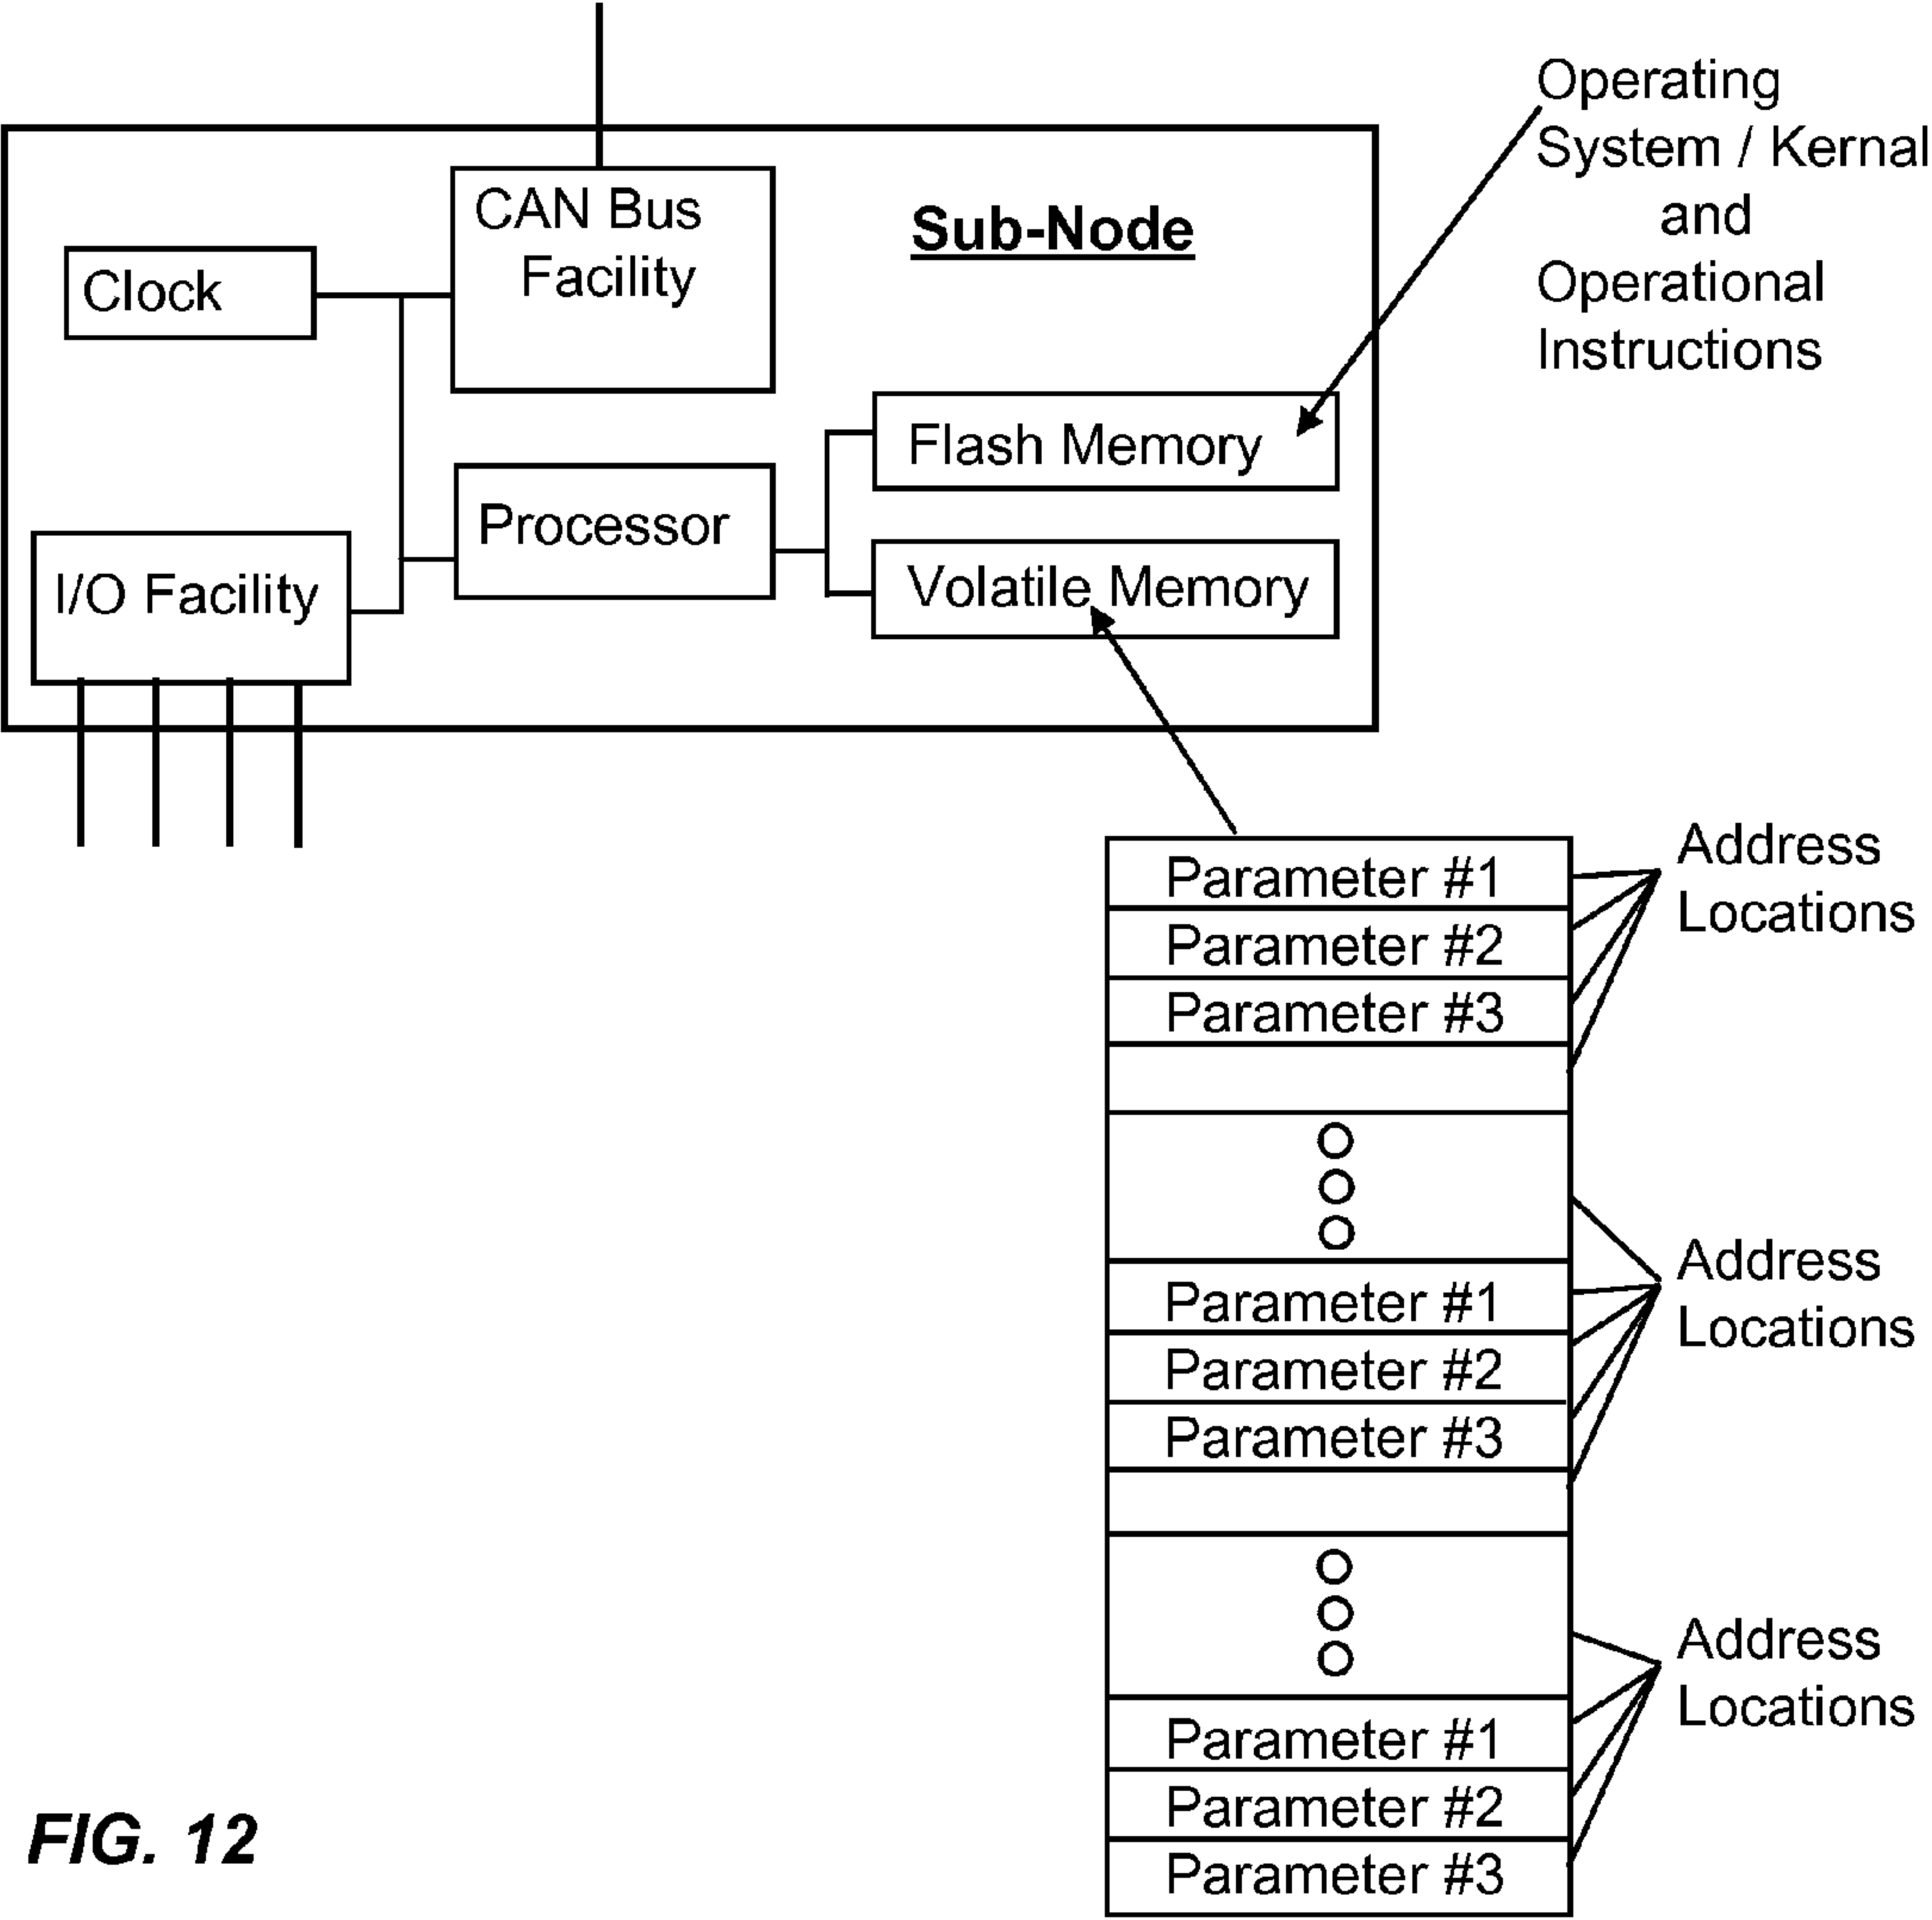 Operating
System / Kernal
and
Operational
Instructions
CAN Bus
Facility
Sub-Node
Clock
Flash Memory
Processor
I/O Facility
Volatile Memory
Parameter #1
Parameter #2
Parameter #3
Address
Locations
Parameter #1
Parameter #2
Parameter #3
Address
Locations
Parameter #1
Parameter #2
Parameter #3
Address
Locations
FIG. 12